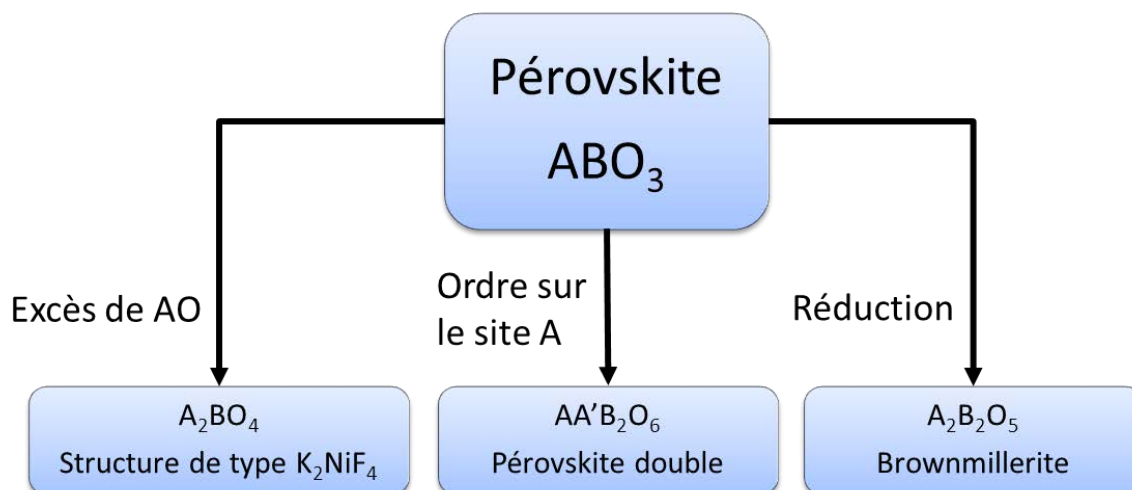 Pérovskite
ABO₃
Excès de AO
Ordre sur
le site A
Réduction
A₂BO₄
Structure de type K₂NiF₄
AA’B₂O₆
Pérovskite double
A₂B₂O₅
Brownmillerite